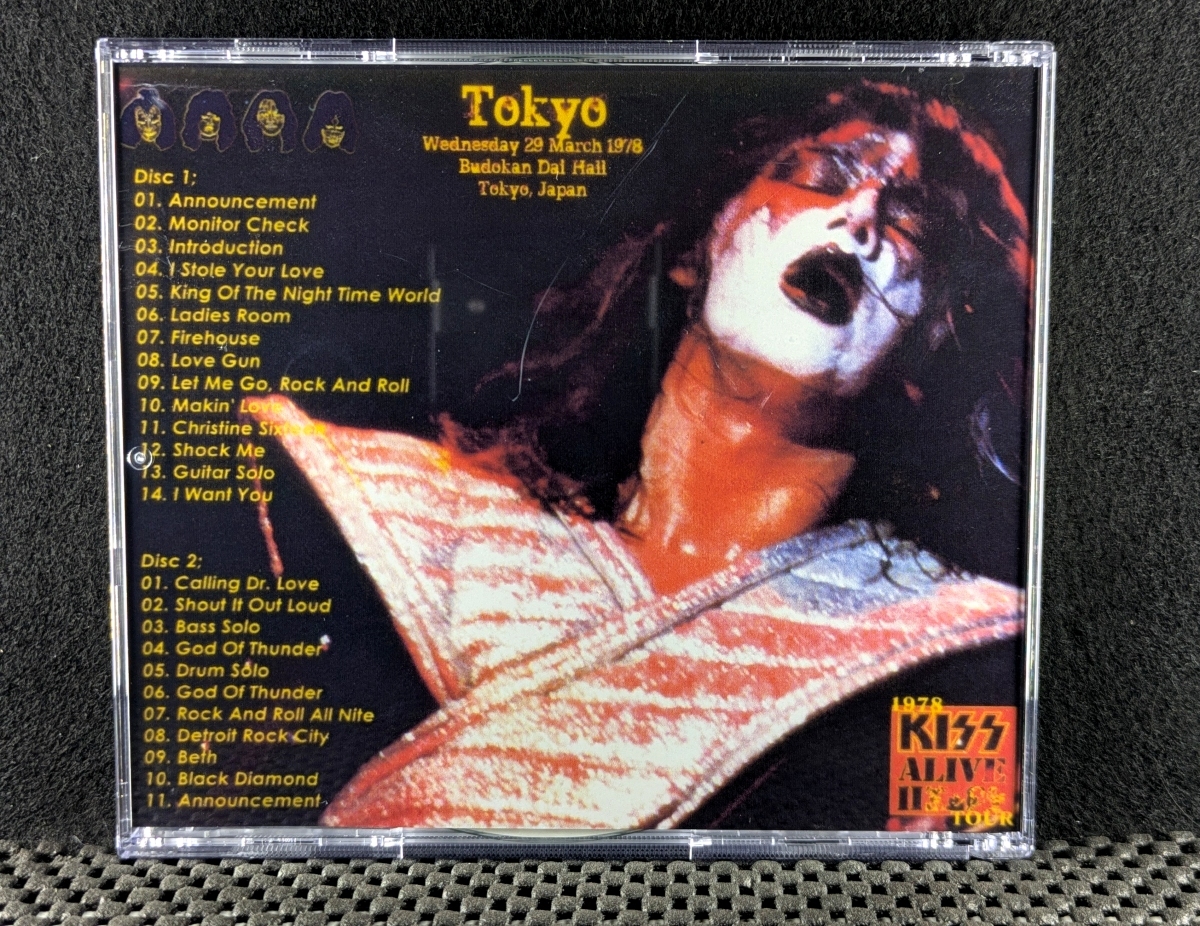 Tokyo
Wednesday 29 March 1978
Budokan Dai Hall
Tokyo, Japan
Disc 1;
01. Announcement
02. Monitor Check
03. Introduction
04. I Stole Your Love
05. King Of The Night Time World
06. Ladies Room
07. Firehouse
08. Love Gun
09. Let Me Go, Rock And Roll
10. Makin' Love
11. Christine Sixteen
12. Shock Me
13. Guitar Solo
14. I Want You
Disc 2;
01. Calling Dr. Love
02. Shout It Out Loud
03. Bass Solo
04. God Of Thunder
05. Drum Solo
06. God Of Thunder
07. Rock And Roll All Nite
08. Detroit Rock City
09. Beth
10. Black Diamond
11. Announcement
1978
KISS
ALIVE
II
TOUR